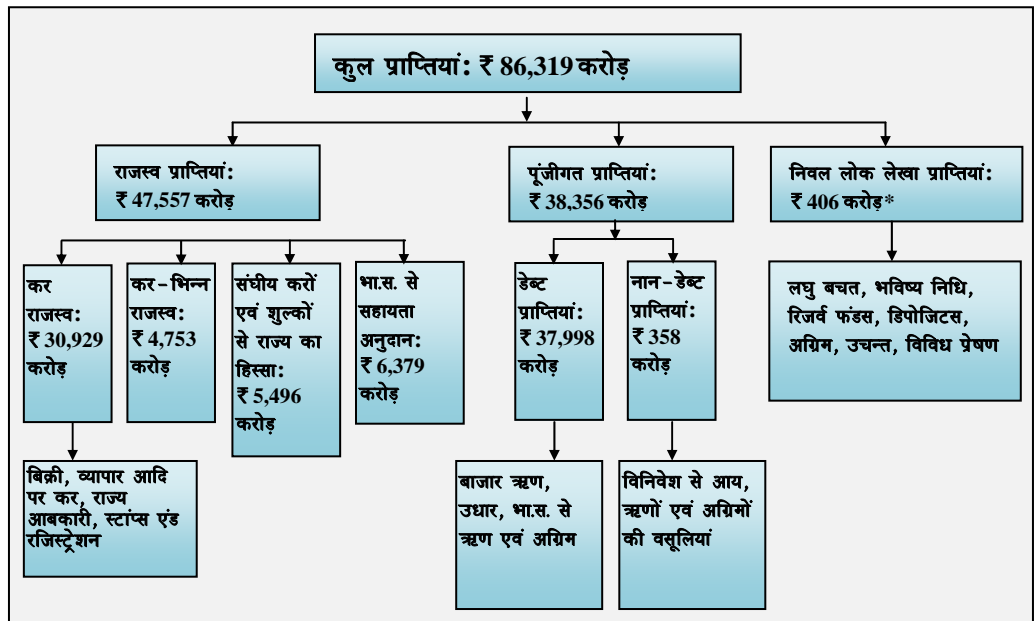 कुल प्राप्तियां: ₹ 86,319 करोड़
राजस्व प्राप्तियां:
₹ 47,557 करोड़
पूंजीगत प्राप्तियां:
₹ 38,356 करोड़
निवल लोक लेखा प्राप्तियां:
₹ 406 करोड़*
कर
राजस्व:
₹ 30,929
करोड़
कर-भिन्न
राजस्व:
₹ 4,753
करोड़
संघीय करों
एवं शुल्कों
से राज्य का
हिस्सा:
₹ 5,496
करोड़
भा.स. से
सहायता
अनुदान:
₹ 6,379
करोड़
डेब्ट
प्राप्तियां:
₹ 37,998
करोड़
नान-डेब्ट
प्राप्तियां:
₹ 358
करोड़
लघु बचत, भविष्य निधि,
रिजर्व फंडस, डिपोजिटस,
अग्रिम, उचन्त, विविध प्रेषण
बिक्री, व्यापार आदि
पर कर, राज्य
आबकारी, स्टांप्स एंड
रजिस्ट्रेशन
बाजार ऋण,
उधार, भा.स. से
ऋण एवं अग्रिम
विनिवेश से आय,
ऋणों एवं अग्रिमों
की वसूलियां